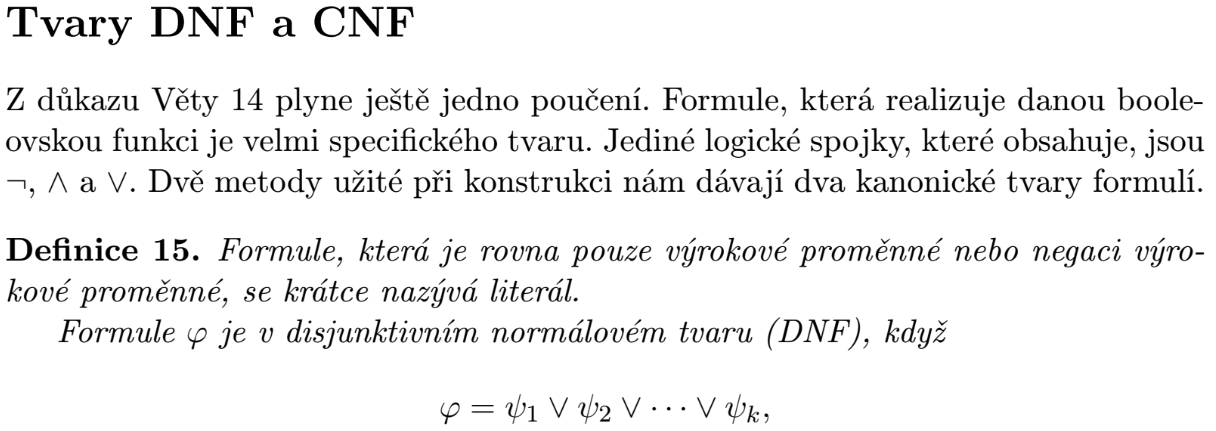 Tvary DNF a CNF
Z důkazu Věty 14 plyne ještě jedno poučení. Formule, která realizuje danou boole-
ovskou funkci je velmi specifického tvaru. Jediné logické spojky, které obsahuje, jsou
¬, ∧ a ∨. Dvě metody užité při konstrukci nám dávají dva kanonické tvary formulí.
Definice 15. Formule, která je rovna pouze výrokové proměnné nebo negaci výro-
kové proměnné, se krátce nazývá literál.
Formule φ je v disjunktivním normálovém tvaru (DNF), když
φ = ψ₁ ∨ ψ₂ ∨ ⋯ ∨ ψₖ,